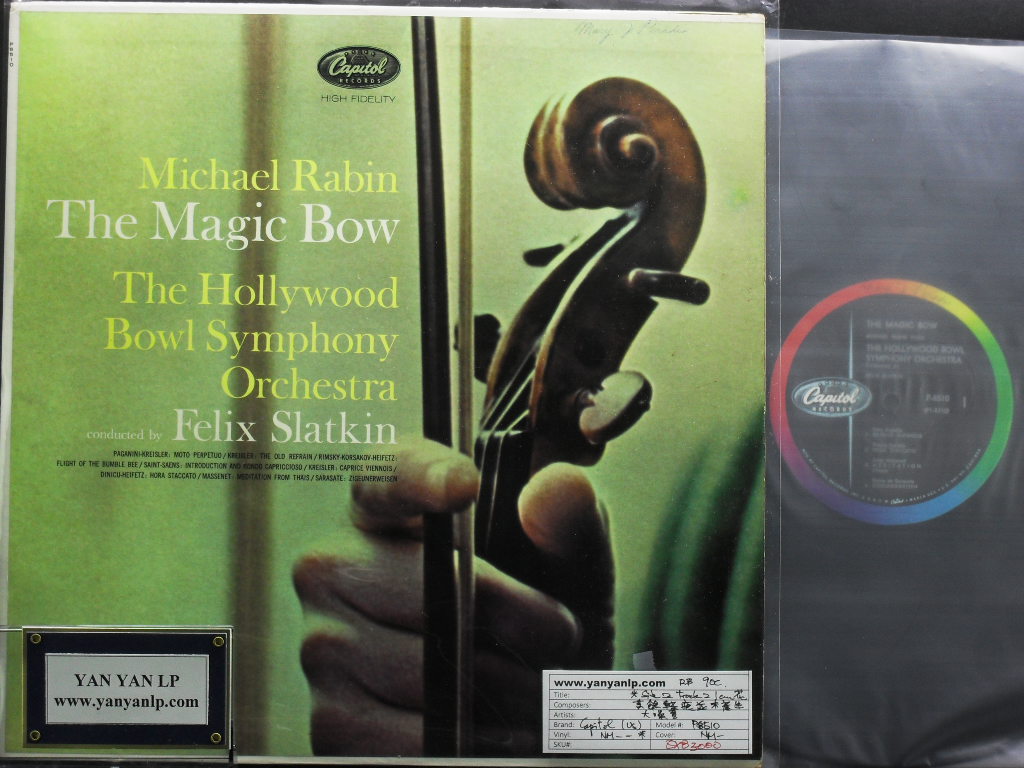 P8510
Capitol
RECORDS
HIGH FIDELITY
Michael Rabin
The Magic Bow
The Hollywood
Bowl Symphony
Orchestra
conducted by Felix Slatkin
PAGANINI-KREISLER: MOTO PERPETUO / KREISLER: THE OLD REFRAIN / RIMSKY-KORSAKOV-HEIFETZ:
FLIGHT OF THE BUMBLE BEE / SAINT-SAENS: INTRODUCTION AND RONDO CAPRICCIOSO / KREISLER: CAPRICE VIENNOIS /
DINICU-HEIFETZ: HORA STACCATO / MASSENET: MEDITATION FROM THAIS / SARASATE: ZIGEUNERWEISEN
YAN YAN LP
www.yanyanlp.com
www.yanyanlp.com
Title:
Composers:
Artists:
Brand: Capitol (US) Model #: P8510
Vinyl: NM-- * Cover: NM-
SKU#:
THE MAGIC BOW
THE HOLLYWOOD BOWL
SYMPHONY ORCHESTRA
Capitol
RECORDS
P-8510